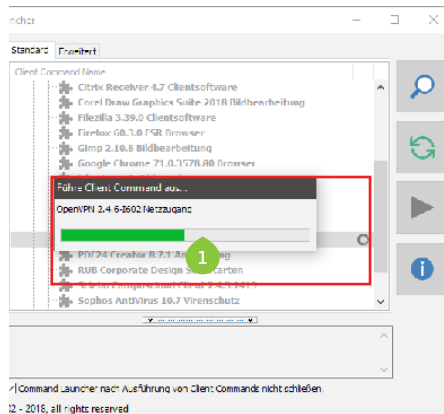 ncher
Standard Erweitert
Client Command Name
Citrix Receiver 4.7 Clientsoftware
Corel Draw Graphics Suite 2018 Bildbearbeitung
Filezilla 3.39.0 Clientsoftware
Firefox 60.3.0 ESR Browser
Gimp 2.10.8 Bildbearbeitung
Google Chrome 71.0.3578.80 Browser
Führe Client Command aus...
OpenVPN 2.4.6-I602 Netzugang
1
PDF24 Creator 8.7.1
RUB Corporate Design
Sophos AntiVirus 10.7 Virenschutz
Command Launcher nach Ausführung von Client Commands nicht schließen.
02 - 2018, all rights reserved